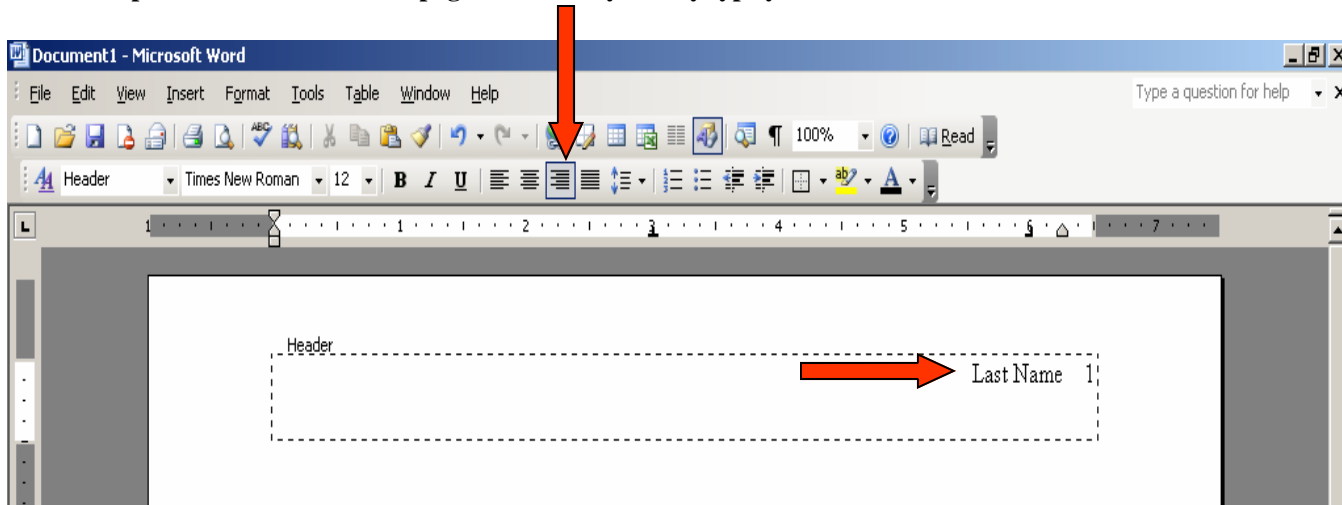 Document1 - Microsoft Word
File Edit View Insert Format Tools Table Window Help Type a question for help
100% Read
Header Times New Roman 12 B I U
1 1 2 3 4 5 6 7
Header
Last Name 1